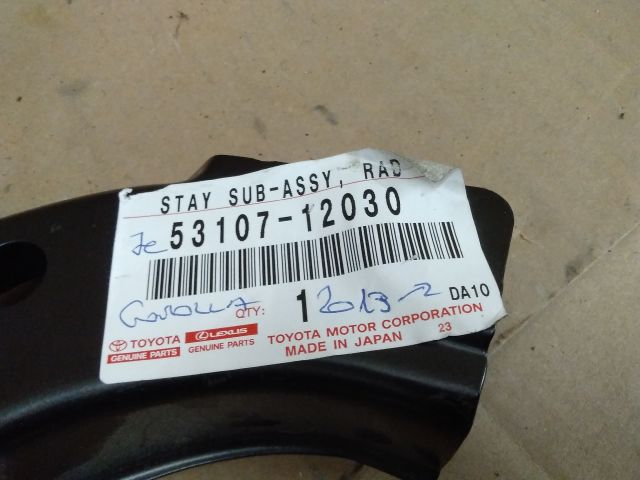 STAY SUB-ASSY, RAD
53107-12030
QTY: 1 2013-2 DA10
TOYOTA LEXUS TOYOTA MOTOR CORPORATION
GENUINE PARTS GENUINE PARTS MADE IN JAPAN 23